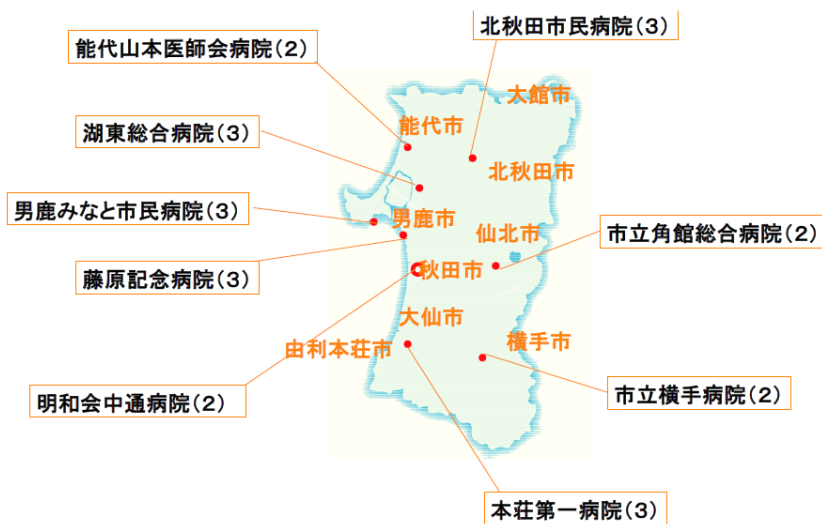 北秋田市民病院(3)
能代山本医師会病院(2)
大館市
能代市
湖東総合病院(3)
北秋田市
男鹿みなと市民病院(3)
男鹿市
仙北市
市立角館総合病院(2)
藤原記念病院(3)
秋田市
大仙市
由利本荘市
横手市
明和会中通病院(2)
市立横手病院(2)
本荘第一病院(3)